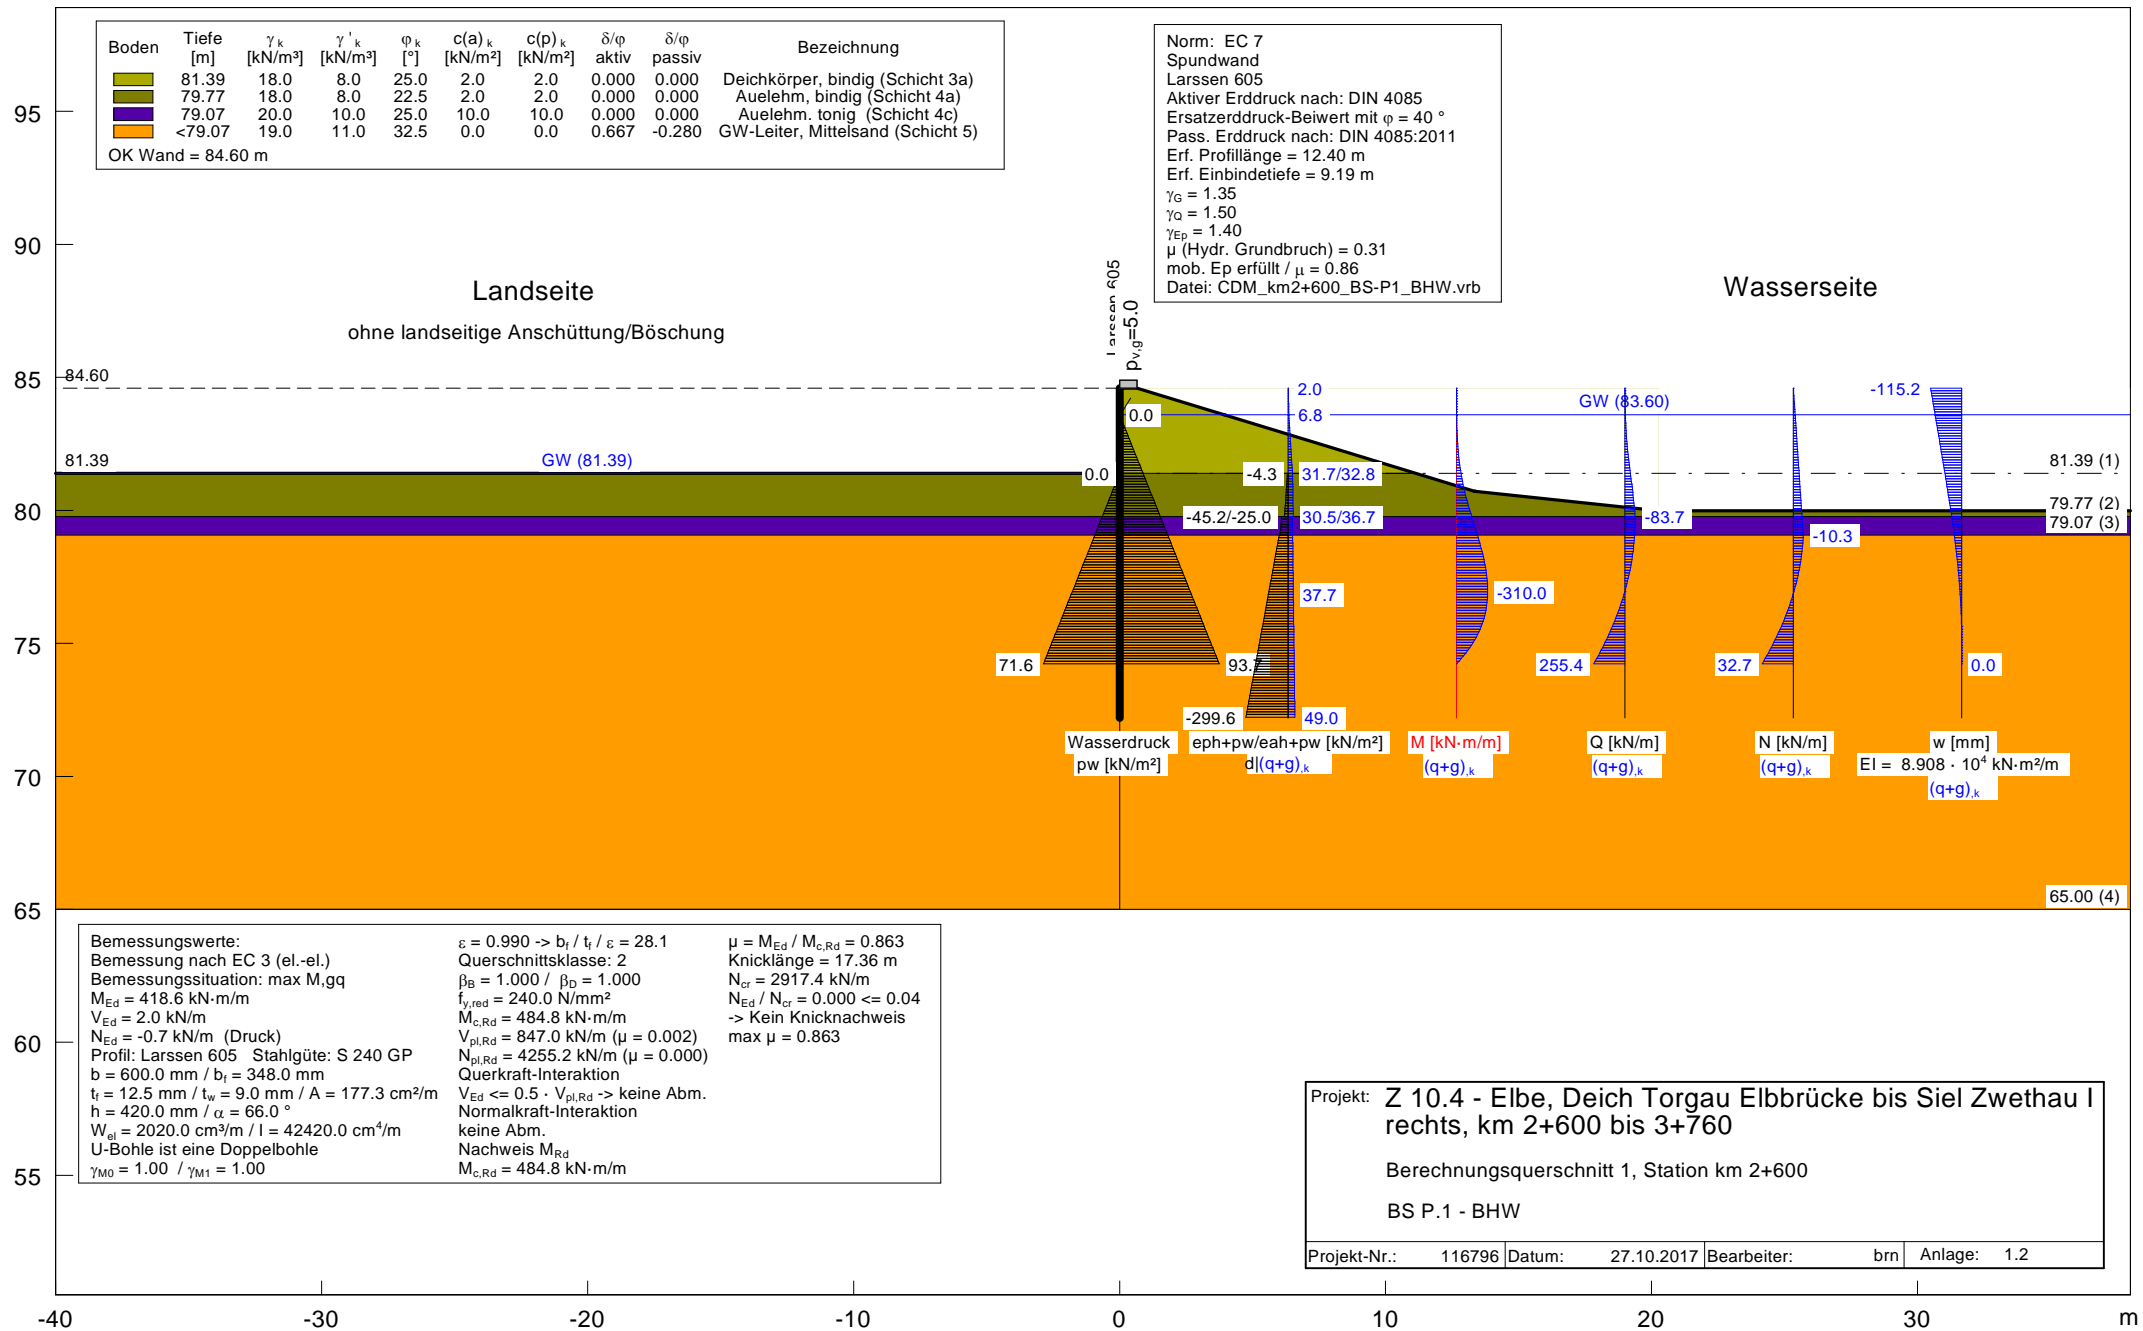 Boden Tiefe [m] γk [kN/m³] γ'k [kN/m³] φk [°] c(a)k [kN/m²] c(p)k [kN/m²] δ/φ aktiv δ/φ passiv Bezeichnung
81.39 18.0 8.0 25.0 2.0 2.0 0.000 0.000 Deichkörper, bindig (Schicht 3a)
79.77 18.0 8.0 22.5 2.0 2.0 0.000 0.000 Auelehm, bindig (Schicht 4a)
79.07 20.0 10.0 25.0 10.0 10.0 0.000 0.000 Auelehm. tonig (Schicht 4c)
<79.07 19.0 11.0 32.5 0.0 0.0 0.667 -0.280 GW-Leiter, Mittelsand (Schicht 5)
OK Wand = 84.60 m
Norm: EC 7
Spundwand
Larssen 605
Aktiver Erddruck nach: DIN 4085
Ersatzerddruck-Beiwert mit φ = 40 °
Pass. Erddruck nach: DIN 4085:2011
Erf. Profillänge = 12.40 m
Erf. Einbindetiefe = 9.19 m
γG = 1.35
γQ = 1.50
γEp = 1.40
μ (Hydr. Grundbruch) = 0.31
mob. Ep erfüllt / μ = 0.86
Datei: CDM_km2+600_BS-P1_BHW.vrb
95
90
85
80
75
70
65
60
55
Landseite
ohne landseitige Anschüttung/Böschung
Wasserseite
Larssen 605
pv,g=5.0
84.60
2.0
-115.2
GW (83.60)
0.0
6.8
81.39
GW (81.39)
0.0
-4.3
31.7/32.8
81.39 (1)
-45.2/-25.0
30.5/36.7
-83.7
79.77 (2)
79.07 (3)
-10.3
37.7
-310.0
71.6
93.7
255.4
32.7
0.0
-299.6
49.0
Wasserdruck
pw [kN/m²]
eph+pw/eah+pw [kN/m²]
d|(q+g),k
M [kN·m/m]
(q+g),k
Q [kN/m]
(q+g),k
N [kN/m]
(q+g),k
w [mm]
EI = 8.908 · 10⁴ kN·m²/m
(q+g),k
65.00 (4)
Bemessungswerte:
Bemessung nach EC 3 (el.-el.)
Bemessungssituation: max M,gq
MEd = 418.6 kN·m/m
VEd = 2.0 kN/m
NEd = -0.7 kN/m (Druck)
Profil: Larssen 605 Stahlgüte: S 240 GP
b = 600.0 mm / bf = 348.0 mm
tf = 12.5 mm / tw = 9.0 mm / A = 177.3 cm²/m
h = 420.0 mm / α = 66.0 °
Wel = 2020.0 cm³/m / I = 42420.0 cm⁴/m
U-Bohle ist eine Doppelbohle
γM0 = 1.00 / γM1 = 1.00
ε = 0.990 -> bf / tf / ε = 28.1
Querschnittsklasse: 2
βB = 1.000 / βD = 1.000
fy,red = 240.0 N/mm²
Mc,Rd = 484.8 kN·m/m
Vpl,Rd = 847.0 kN/m (μ = 0.002)
Npl,Rd = 4255.2 kN/m (μ = 0.000)
Querkraft-Interaktion
VEd <= 0.5 · Vpl,Rd -> keine Abm.
Normalkraft-Interaktion
keine Abm.
Nachweis MRd
Mc,Rd = 484.8 kN·m/m
μ = MEd / Mc,Rd = 0.863
Knicklänge = 17.36 m
Ncr = 2917.4 kN/m
NEd / Ncr = 0.000 <= 0.04
-> Kein Knicknachweis
max μ = 0.863
Projekt: Z 10.4 - Elbe, Deich Torgau Elbbrücke bis Siel Zwethau I
rechts, km 2+600 bis 3+760
Berechnungsquerschnitt 1, Station km 2+600
BS P.1 - BHW
Projekt-Nr.: 116796 Datum: 27.10.2017 Bearbeiter: brn Anlage: 1.2
-40 -30 -20 -10 0 10 20 30 m